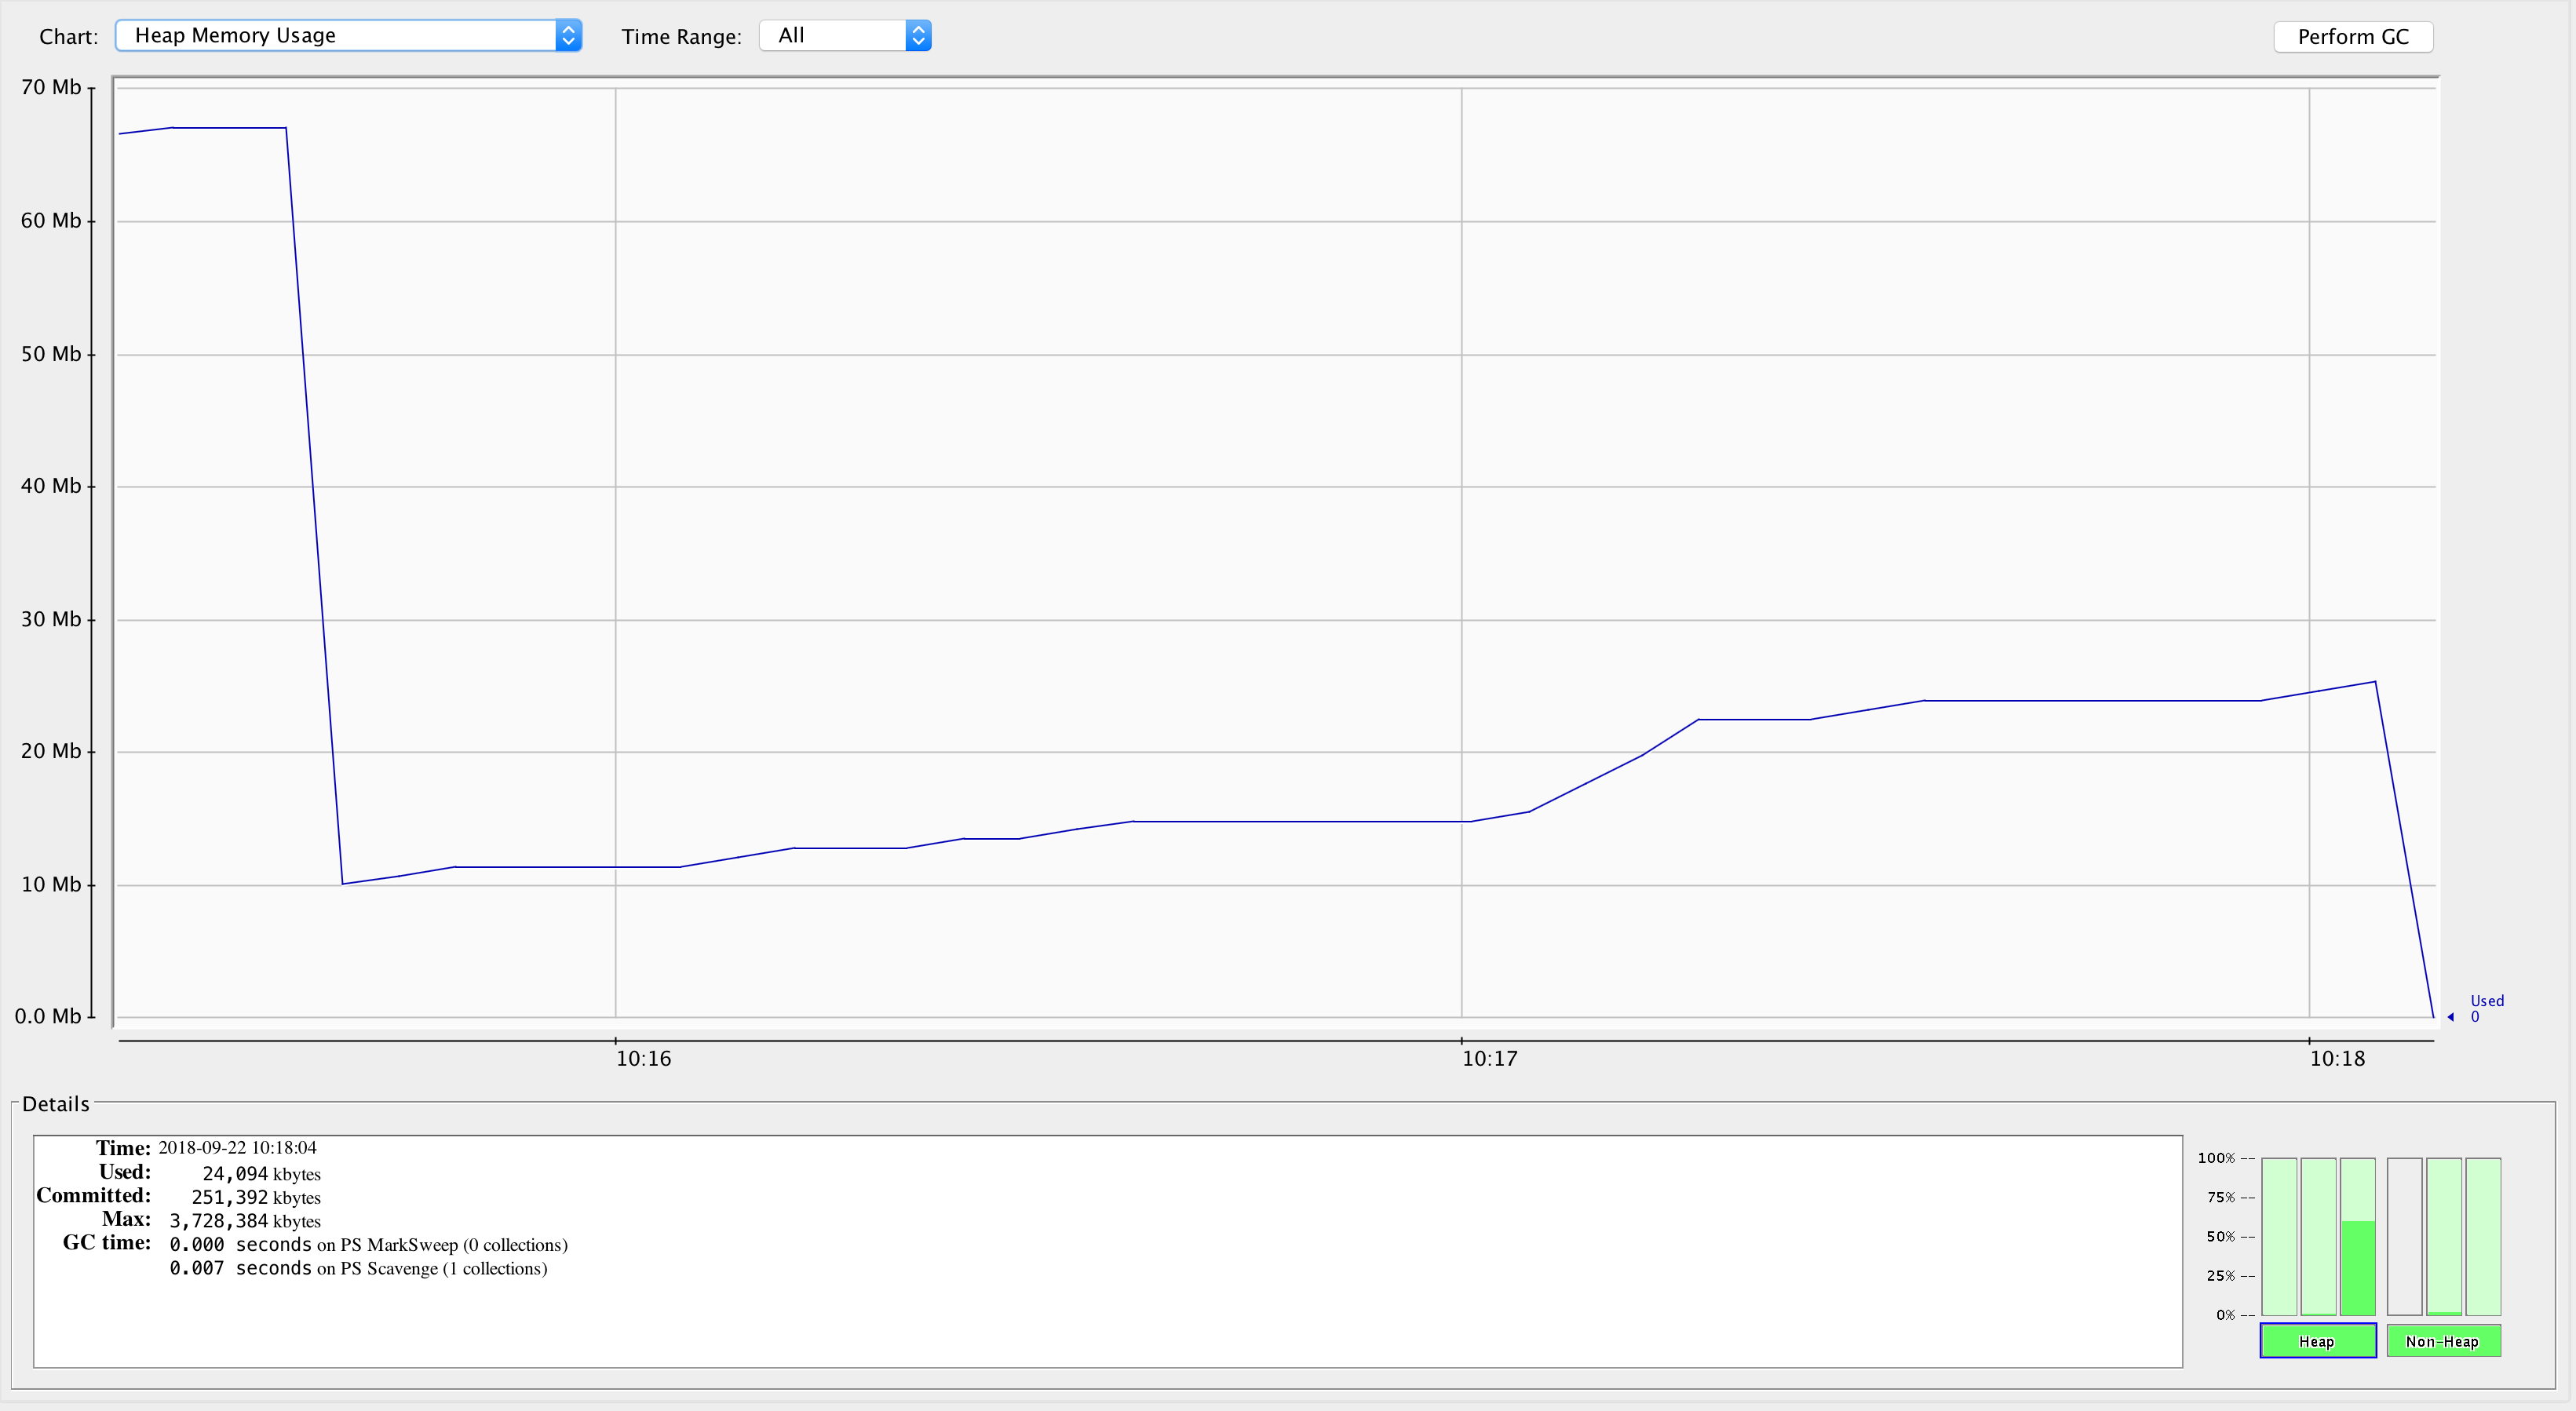 Chart: Heap Memory Usage Time Range: All Perform GC
70 Mb
60 Mb
50 Mb
40 Mb
30 Mb
20 Mb
10 Mb
0.0 Mb
Used
0
10:16 10:17 10:18
Details
Time: 2018-09-22 10:18:04
Used: 24,094 kbytes
Committed: 251,392 kbytes
Max: 3,728,384 kbytes
GC time: 0.000 seconds on PS MarkSweep (0 collections)
0.007 seconds on PS Scavenge (1 collections)
100% --
75% --
50% --
25% --
0% --
Heap Non-Heap